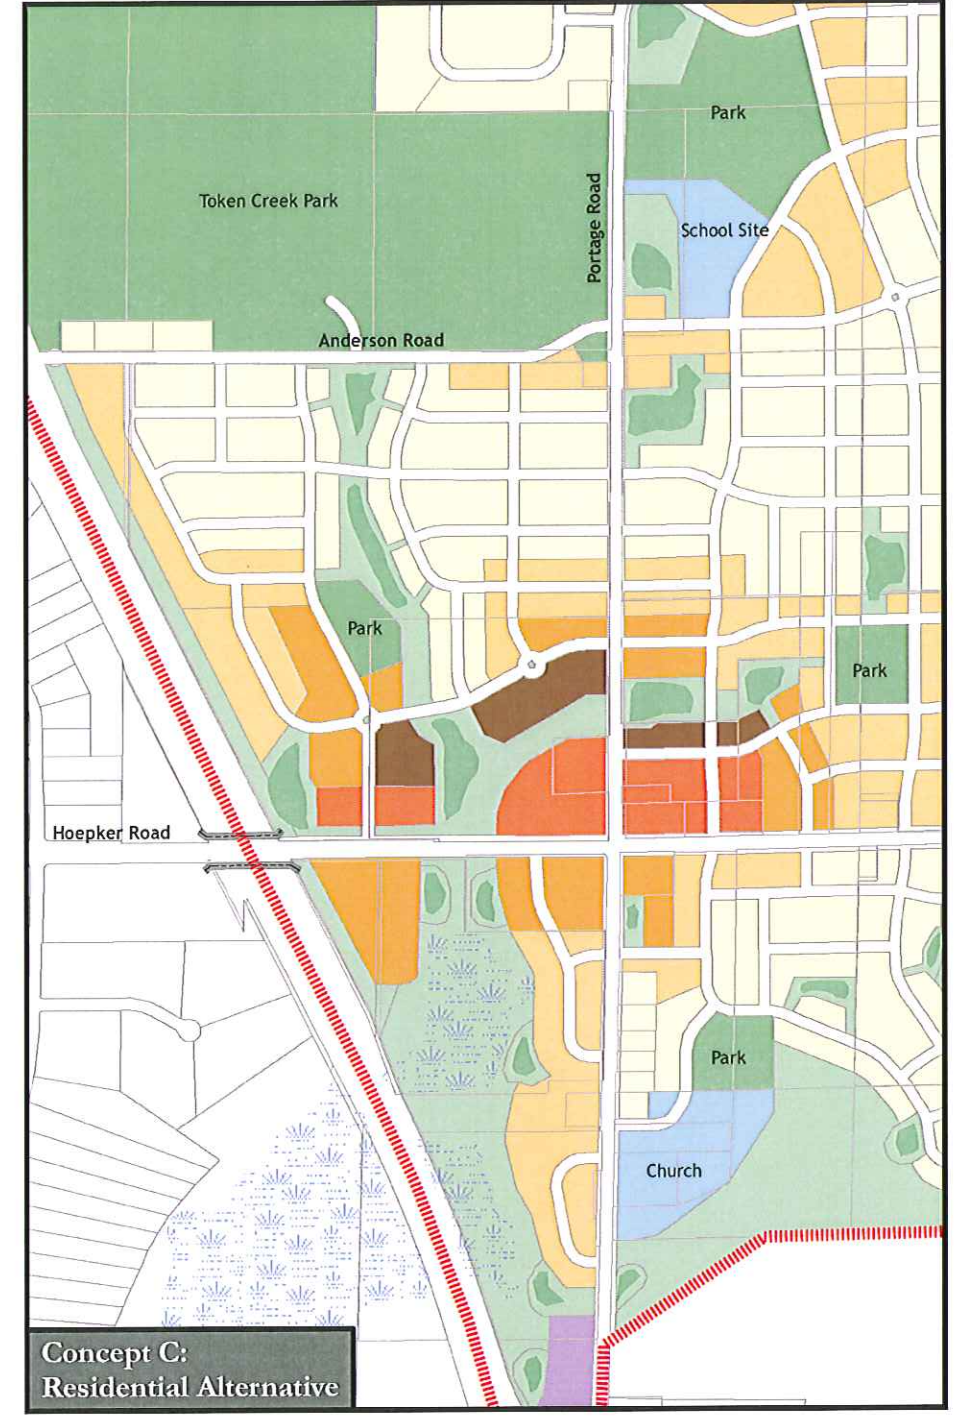 Park
Token Creek Park
Portage Road
School Site
Anderson Road
Park
Park
Hoepker Road
Park
Church
Concept C:
Residential Alternative